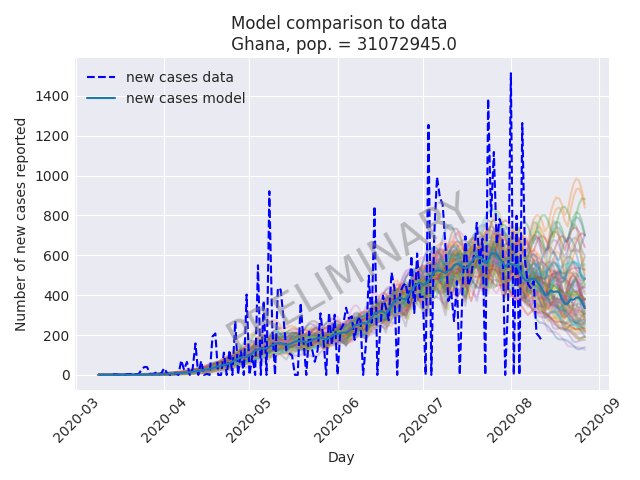 Model comparison to data
Ghana, pop. = 31072945.0
new cases data
new cases model
Number of new cases reported
1400
1200
1000
800
600
400
200
0
PRELIMINARY
2020-03
2020-04
2020-05
2020-06
2020-07
2020-08
2020-09
Day